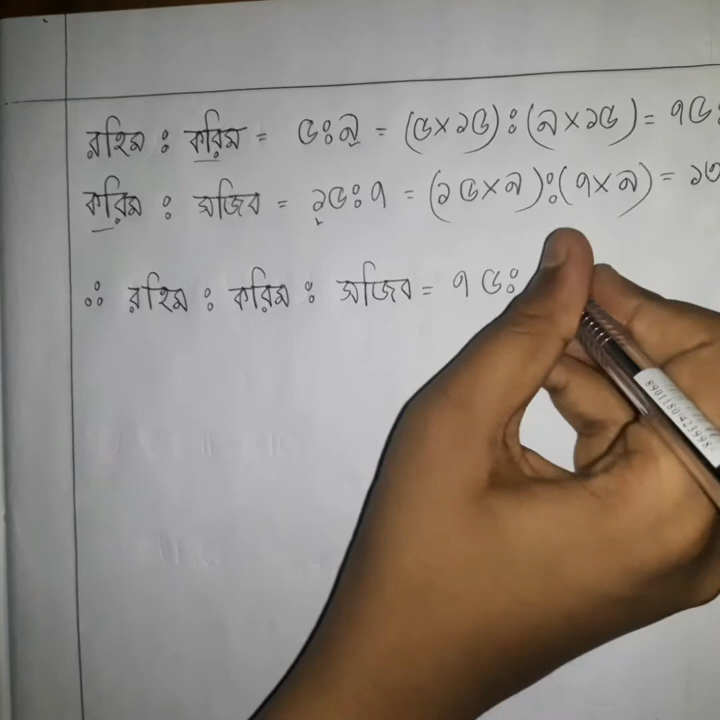 রহিম : করিম = ৫:৯ = (৫×১৫):(৯×১৫) = ৭৫:
করিম : সজিব = ১৫:৭ = (১৫×৯):(৭×৯) = ১৩
∴ রহিম : করিম : সজিব = ৭৫:
8901180423998